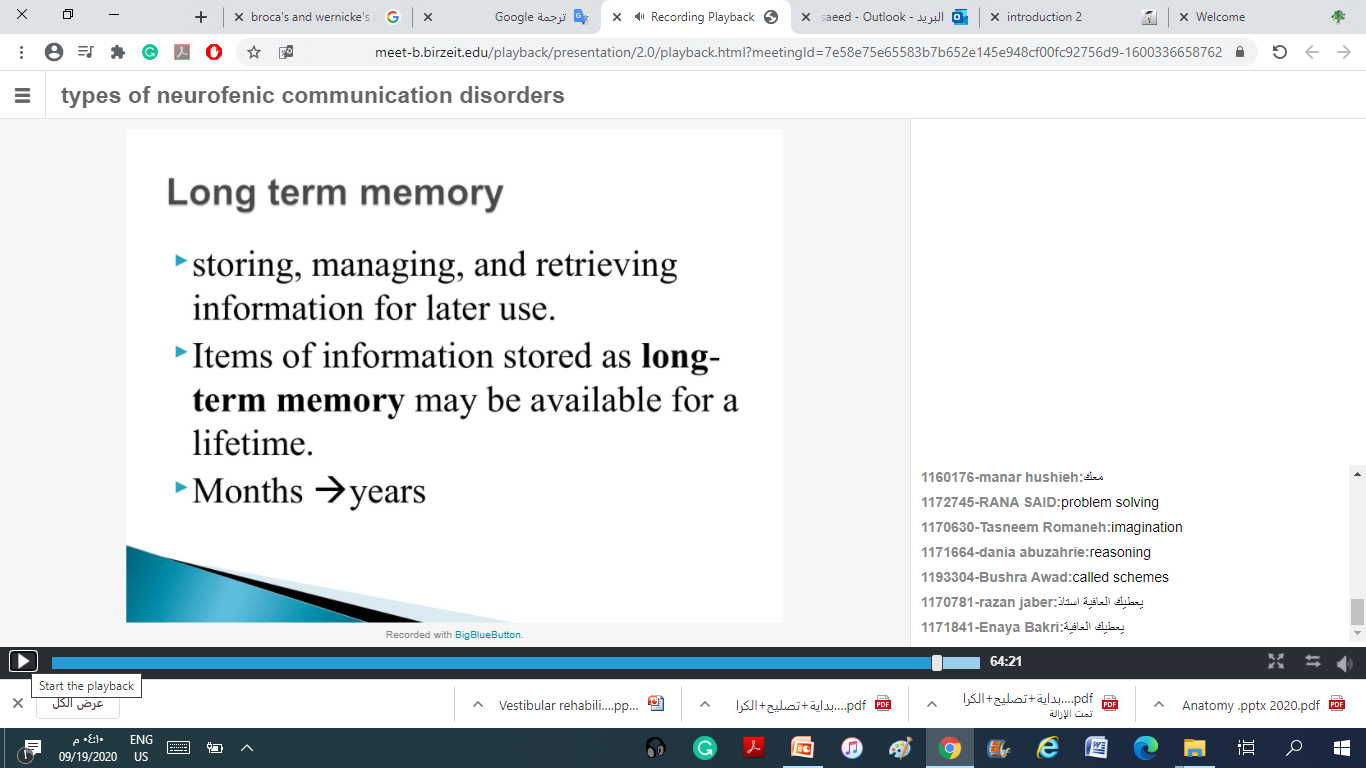 broca's and wernicke's a
ترجمة Google
Recording Playback
saeed - Outlook - البريد
introduction 2
Welcome
meet-b.birzeit.edu/playback/presentation/2.0/playback.html?meetingId=7e58e75e65583b7b652e145e948cf00fc92756d9-1600336658762
types of neurofenic communication disorders
Long term memory
storing, managing, and retrieving
information for later use.
Items of information stored as long-
term memory may be available for a
lifetime.
Months →years
Recorded with BigBlueButton.
1160176-manar hushieh:معك
1172745-RANA SAID:problem solving
1170630-Tasneem Romaneh:imagination
1171664-dania abuzahrie:reasoning
1193304-Bushra Awad:called schemes
1170781-razan jaber:يعطيك العافية استاذ
1171841-Enaya Bakri:يعطيك العافية
64:21
Start the playback
عرض الكل
Vestibular rehabili....pp...
بداية+تصليح+الكرا....pdf
بداية+تصليح+الكرا....pdf
تمت الإزالة
Anatomy .pptx 2020.pdf
م ٠٤:١٠
09/19/2020
ENG
US